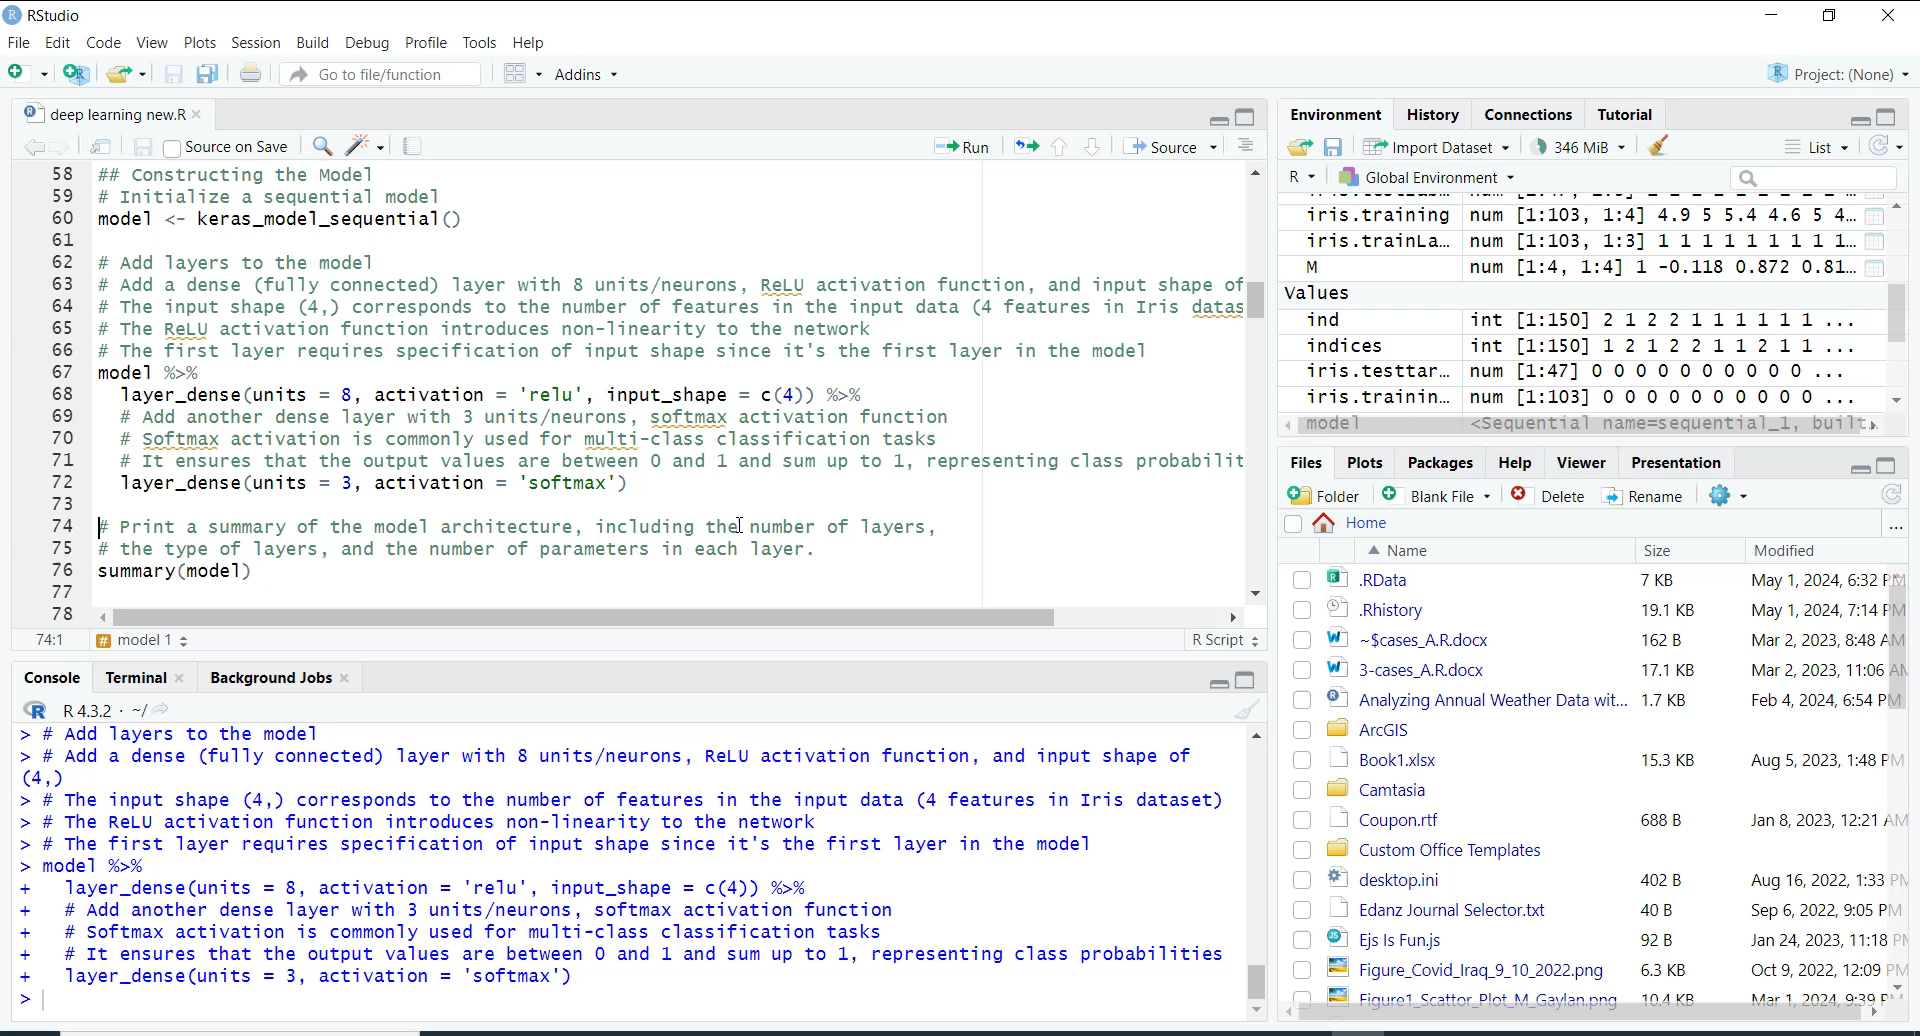 RStudio
File Edit Code View Plots Session Build Debug Profile Tools Help
Go to file/function Addins Project: (None)
deep learning new.R
Source on Save Run Source
58 ## Constructing the Model
59 # Initialize a sequential model
60 model <- keras_model_sequential()
61
62 # Add layers to the model
63 # Add a dense (fully connected) layer with 8 units/neurons, ReLU activation function, and input shape of
64 # The input shape (4,) corresponds to the number of features in the input data (4 features in Iris datas
65 # The ReLU activation function introduces non-linearity to the network
66 # The first layer requires specification of input shape since it's the first layer in the model
67 model %>%
68 layer_dense(units = 8, activation = 'relu', input_shape = c(4)) %>%
69 # Add another dense layer with 3 units/neurons, softmax activation function
70 # Softmax activation is commonly used for multi-class classification tasks
71 # It ensures that the output values are between 0 and 1 and sum up to 1, representing class probabilit
72 layer_dense(units = 3, activation = 'softmax')
73
74 # Print a summary of the model architecture, including the number of layers,
75 # the type of layers, and the number of parameters in each layer.
76 summary(model)
77
78
74:1 # model 1 R Script
Console Terminal Background Jobs
R 4.3.2 · ~/
> # Add layers to the model
> # Add a dense (fully connected) layer with 8 units/neurons, ReLU activation function, and input shape of
(4,)
> # The input shape (4,) corresponds to the number of features in the input data (4 features in Iris dataset)
> # The ReLU activation function introduces non-linearity to the network
> # The first layer requires specification of input shape since it's the first layer in the model
> model %>%
+ layer_dense(units = 8, activation = 'relu', input_shape = c(4)) %>%
+ # Add another dense layer with 3 units/neurons, softmax activation function
+ # Softmax activation is commonly used for multi-class classification tasks
+ # It ensures that the output values are between 0 and 1 and sum up to 1, representing class probabilities
+ layer_dense(units = 3, activation = 'softmax')
>
Environment History Connections Tutorial
Import Dataset 346 MiB List
R Global Environment
iris.training num [1:103, 1:4] 4.9 5 5.4 4.6 5 4…
iris.trainLa… num [1:103, 1:3] 1 1 1 1 1 1 1 1 1…
M num [1:4, 1:4] 1 -0.118 0.872 0.81…
Values
ind int [1:150] 2 1 2 2 1 1 1 1 1 1 ...
indices int [1:150] 1 2 1 2 2 1 1 2 1 1 ...
iris.testtar… num [1:47] 0 0 0 0 0 0 0 0 0 0 ...
iris.trainin… num [1:103] 0 0 0 0 0 0 0 0 0 0 ...
model <Sequential name=sequential_1, built…
Files Plots Packages Help Viewer Presentation
Folder Blank File Delete Rename
Home ...
Name Size Modified
.RData 7 KB May 1, 2024, 6:32 PM
.Rhistory 19.1 KB May 1, 2024, 7:14 PM
~$cases_A.R.docx 162 B Mar 2, 2023, 8:48 AM
3-cases_A.R.docx 17.1 KB Mar 2, 2023, 11:06 AM
Analyzing Annual Weather Data wit... 1.7 KB Feb 4, 2024, 6:54 PM
ArcGIS
Book1.xlsx 15.3 KB Aug 5, 2023, 1:48 PM
Camtasia
Coupon.rtf 688 B Jan 8, 2023, 12:21 AM
Custom Office Templates
desktop.ini 402 B Aug 16, 2022, 1:33 PM
Edanz Journal Selector.txt 40 B Sep 6, 2022, 9:05 PM
Ejs Is Fun.js 92 B Jan 24, 2023, 11:18 PM
Figure_Covid_Iraq_9_10_2022.png 6.3 KB Oct 9, 2022, 12:09 PM
Figure1_Scattor_Plot_M_Gaylan.png 10.4 KB Mar 1, 2024, 9:39 PM